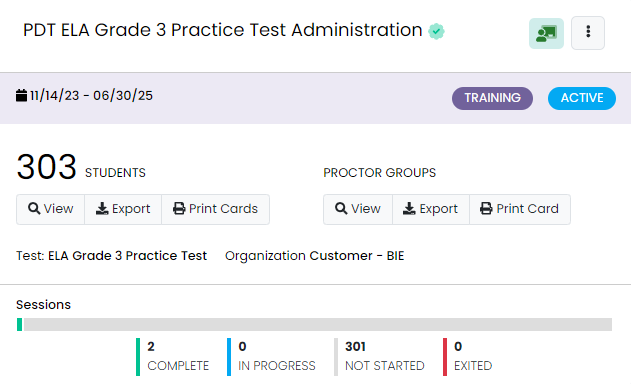 PDT ELA Grade 3 Practice Test Administration
11/14/23 - 06/30/25 TRAINING ACTIVE
303 STUDENTS PROCTOR GROUPS
View Export Print Cards View Export Print Card
Test: ELA Grade 3 Practice Test Organization Customer - BIE
Sessions
2 0 301 0
COMPLETE IN PROGRESS NOT STARTED EXITED